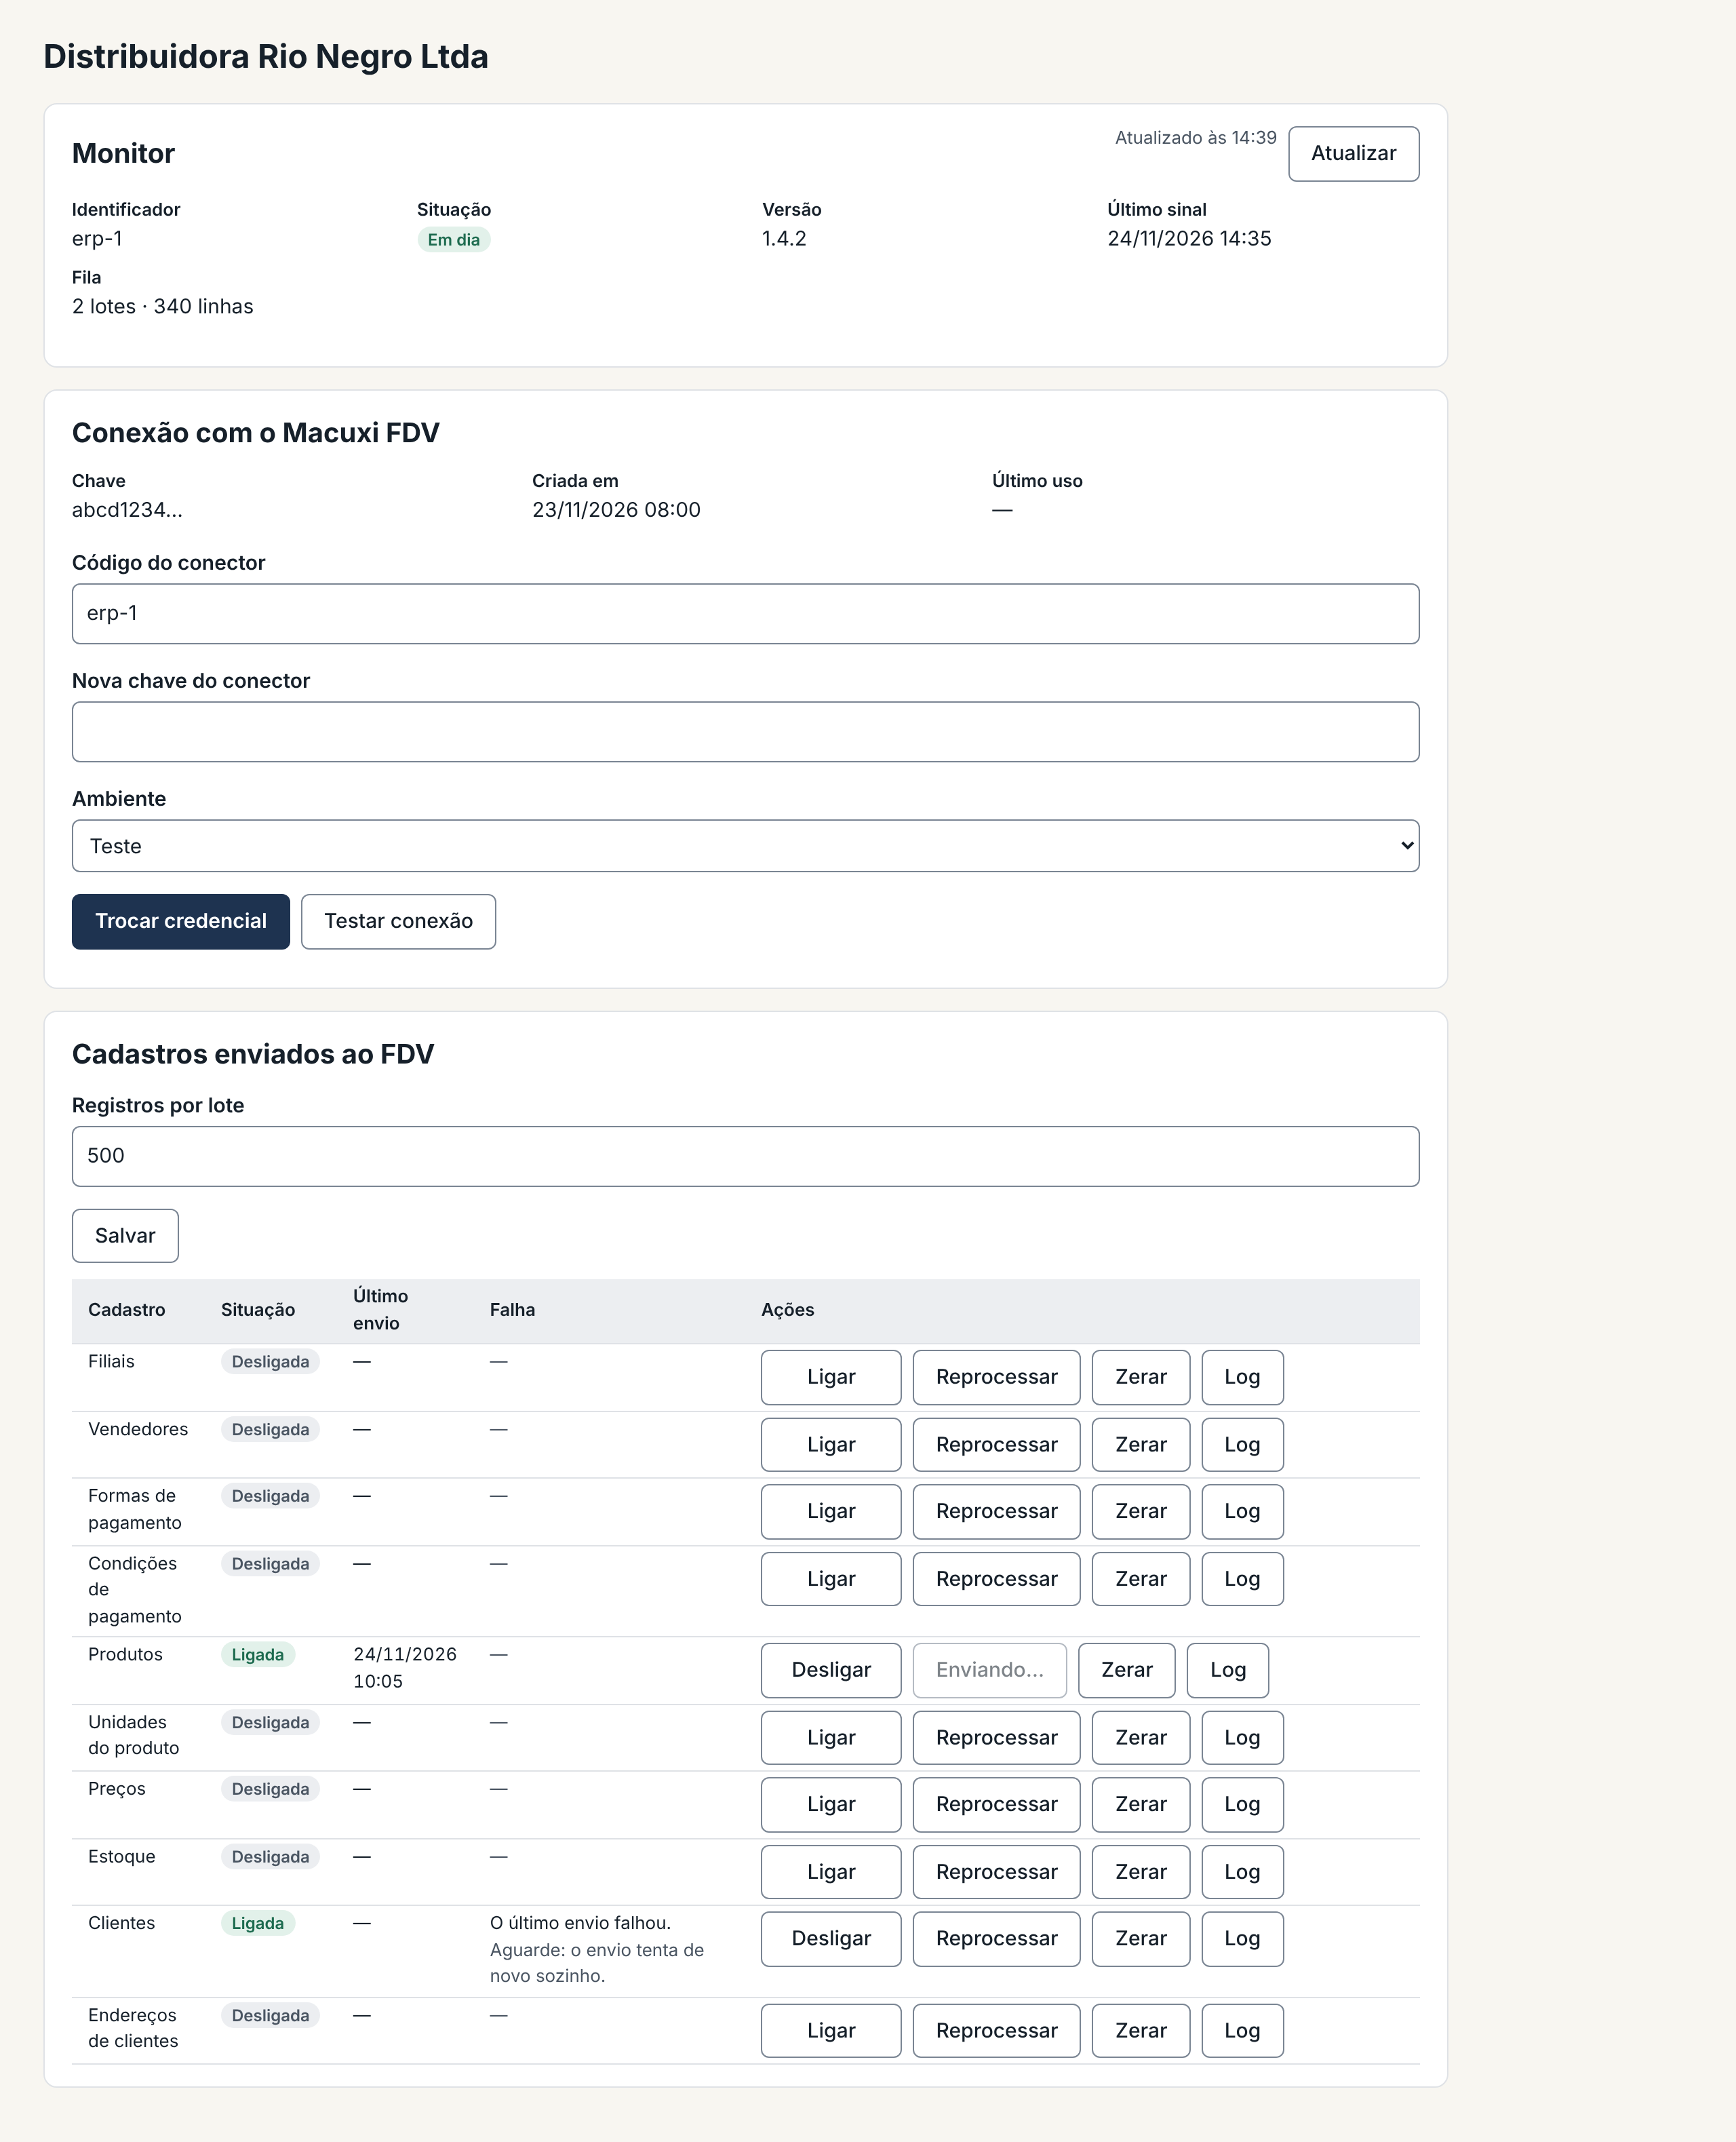 Distribuidora Rio Negro Ltda
Monitor
Atualizado às 14:39
Atualizar
Identificador
erp-1
Situação
Em dia
Versão
1.4.2
Último sinal
24/11/2026 14:35
Fila
2 lotes · 340 linhas
Conexão com o Macuxi FDV
Chave
abcd1234...
Criada em
23/11/2026 08:00
Último uso
—
Código do conector
erp-1
Nova chave do conector
Ambiente
Teste
Trocar credencial
Testar conexão
Cadastros enviados ao FDV
Registros por lote
500
Salvar
Cadastro
Situação
Último
envio
Falha
Ações
Filiais
Desligada
—
—
Ligar
Reprocessar
Zerar
Log
Vendedores
Desligada
—
—
Ligar
Reprocessar
Zerar
Log
Formas de
pagamento
Desligada
—
—
Ligar
Reprocessar
Zerar
Log
Condições
de
pagamento
Desligada
—
—
Ligar
Reprocessar
Zerar
Log
Produtos
Ligada
24/11/2026
10:05
—
Desligar
Enviando...
Zerar
Log
Unidades
do produto
Desligada
—
—
Ligar
Reprocessar
Zerar
Log
Preços
Desligada
—
—
Ligar
Reprocessar
Zerar
Log
Estoque
Desligada
—
—
Ligar
Reprocessar
Zerar
Log
Clientes
Ligada
—
O último envio falhou.
Aguarde: o envio tenta de
novo sozinho.
Desligar
Reprocessar
Zerar
Log
Endereços
de clientes
Desligada
—
—
Ligar
Reprocessar
Zerar
Log